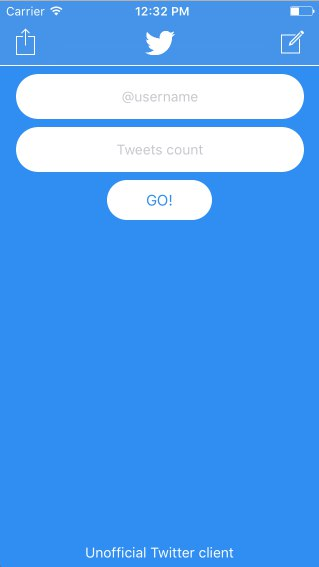 Carrier 12:32 PM
@username
Tweets count
GO!
Unofficial Twitter client